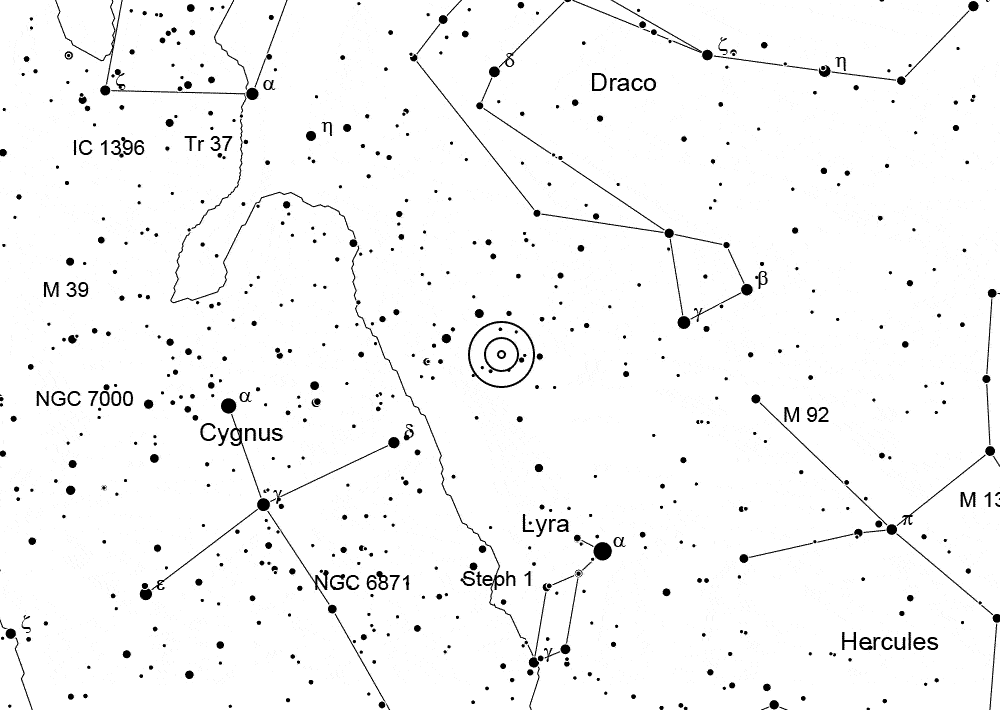 ζ
δ
Draco
η
ζ
α
η
IC 1396
Tr 37
β
M 39
γ
NGC 7000
α
M 92
Cygnus
δ
γ
M 13
π
Lyra
α
ε
NGC 6871
Steph 1
ζ
γ
Hercules